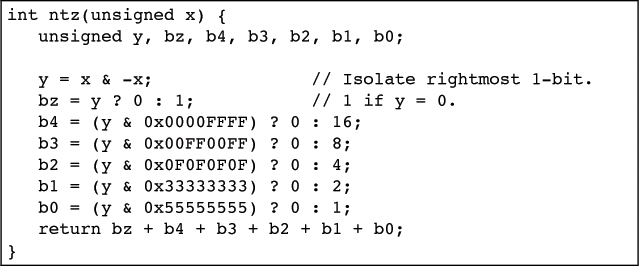 int ntz(unsigned x) {
unsigned y, bz, b4, b3, b2, b1, b0;
y = x & -x; // Isolate rightmost 1-bit.
bz = y ? 0 : 1; // 1 if y = 0.
b4 = (y & 0x0000FFFF) ? 0 : 16;
b3 = (y & 0x00FF00FF) ? 0 : 8;
b2 = (y & 0x0F0F0F0F) ? 0 : 4;
b1 = (y & 0x33333333) ? 0 : 2;
b0 = (y & 0x55555555) ? 0 : 1;
return bz + b4 + b3 + b2 + b1 + b0;
}